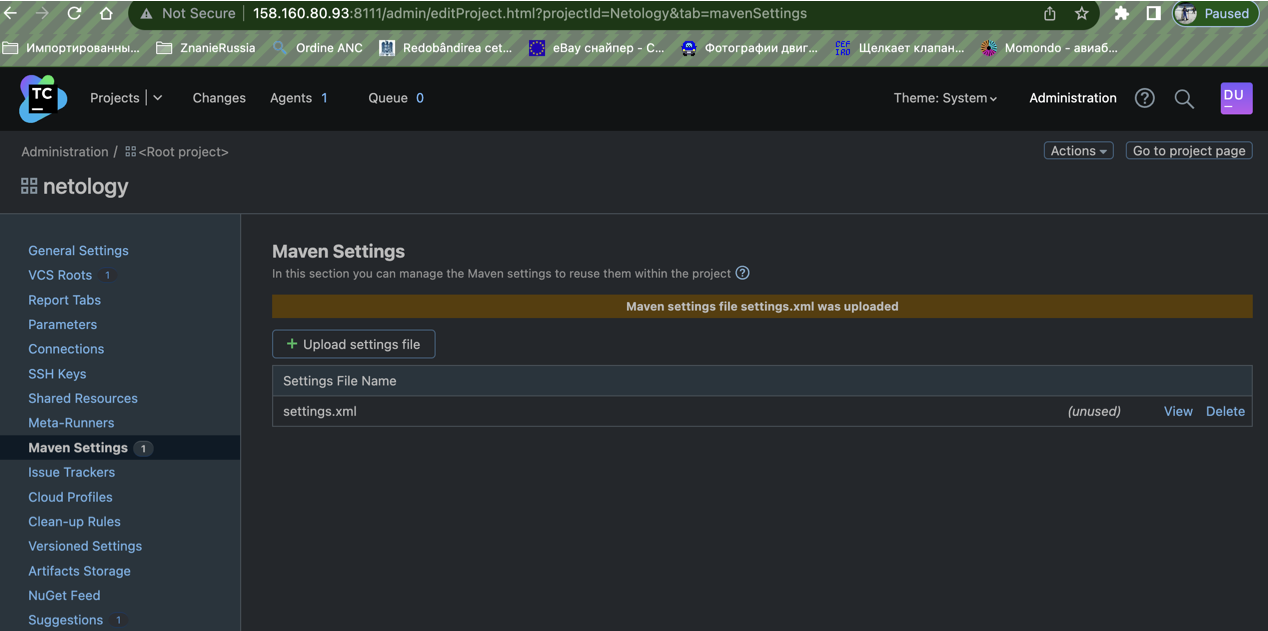 Not Secure 158.160.80.93:8111/admin/editProject.html?projectId=Netology&tab=mavenSettings Paused
Импортированны... ZnanieRussia Ordine ANC Redobândirea cet... eBay снайпер - С... Фотографии двиг... Щелкает клапан... Momondo - авиаб...
TC Projects Changes Agents 1 Queue 0 Theme: System Administration DU
Administration / <Root project> Actions Go to project page
netology
General Settings
VCS Roots 1
Report Tabs
Parameters
Connections
SSH Keys
Shared Resources
Meta-Runners
Maven Settings 1
Issue Trackers
Cloud Profiles
Clean-up Rules
Versioned Settings
Artifacts Storage
NuGet Feed
Suggestions 1
Maven Settings
In this section you can manage the Maven settings to reuse them within the project ?
Maven settings file settings.xml was uploaded
+ Upload settings file
Settings File Name
settings.xml (unused) View Delete